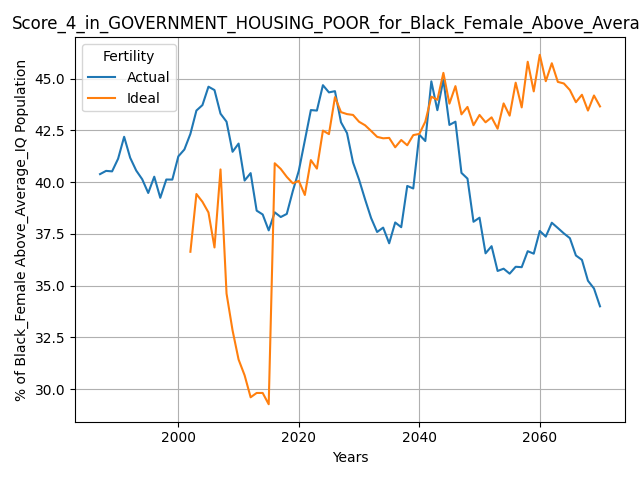 Score_4_in_GOVERNMENT_HOUSING_POOR_for_Black_Female_Above_Avera
Fertility
Actual
Ideal
% of Black_Female Above_Average_IQ Population
45.0
42.5
40.0
37.5
35.0
32.5
30.0
2000
2020
2040
2060
Years